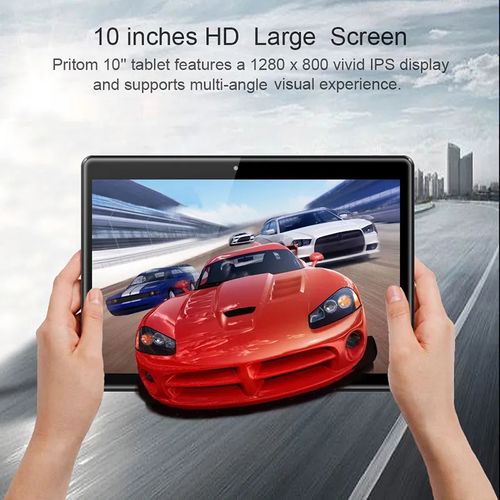 10 inches HD Large Screen
Pritom 10" tablet features a 1280 x 800 vivid IPS display
and supports multi-angle visual experience.